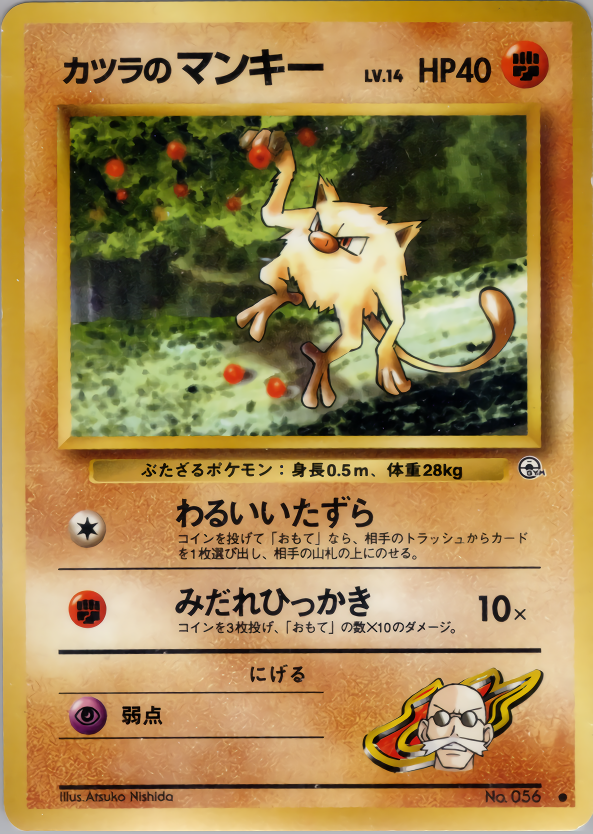 カツラの マンキー LV.14 HP40
ぶたざるポケモン：身長0.5m、体重28kg
GYM
わるいいたずら
コインを投げて「おもて」なら、相手のトラッシュからカード
を1枚選び出し、相手の山札の上にのせる。
みだれひっかき 10×
コインを3枚投げ、「おもて」の数×10のダメージ。
にげる
弱点
Illus. Atsuko Nishida No. 056 ●